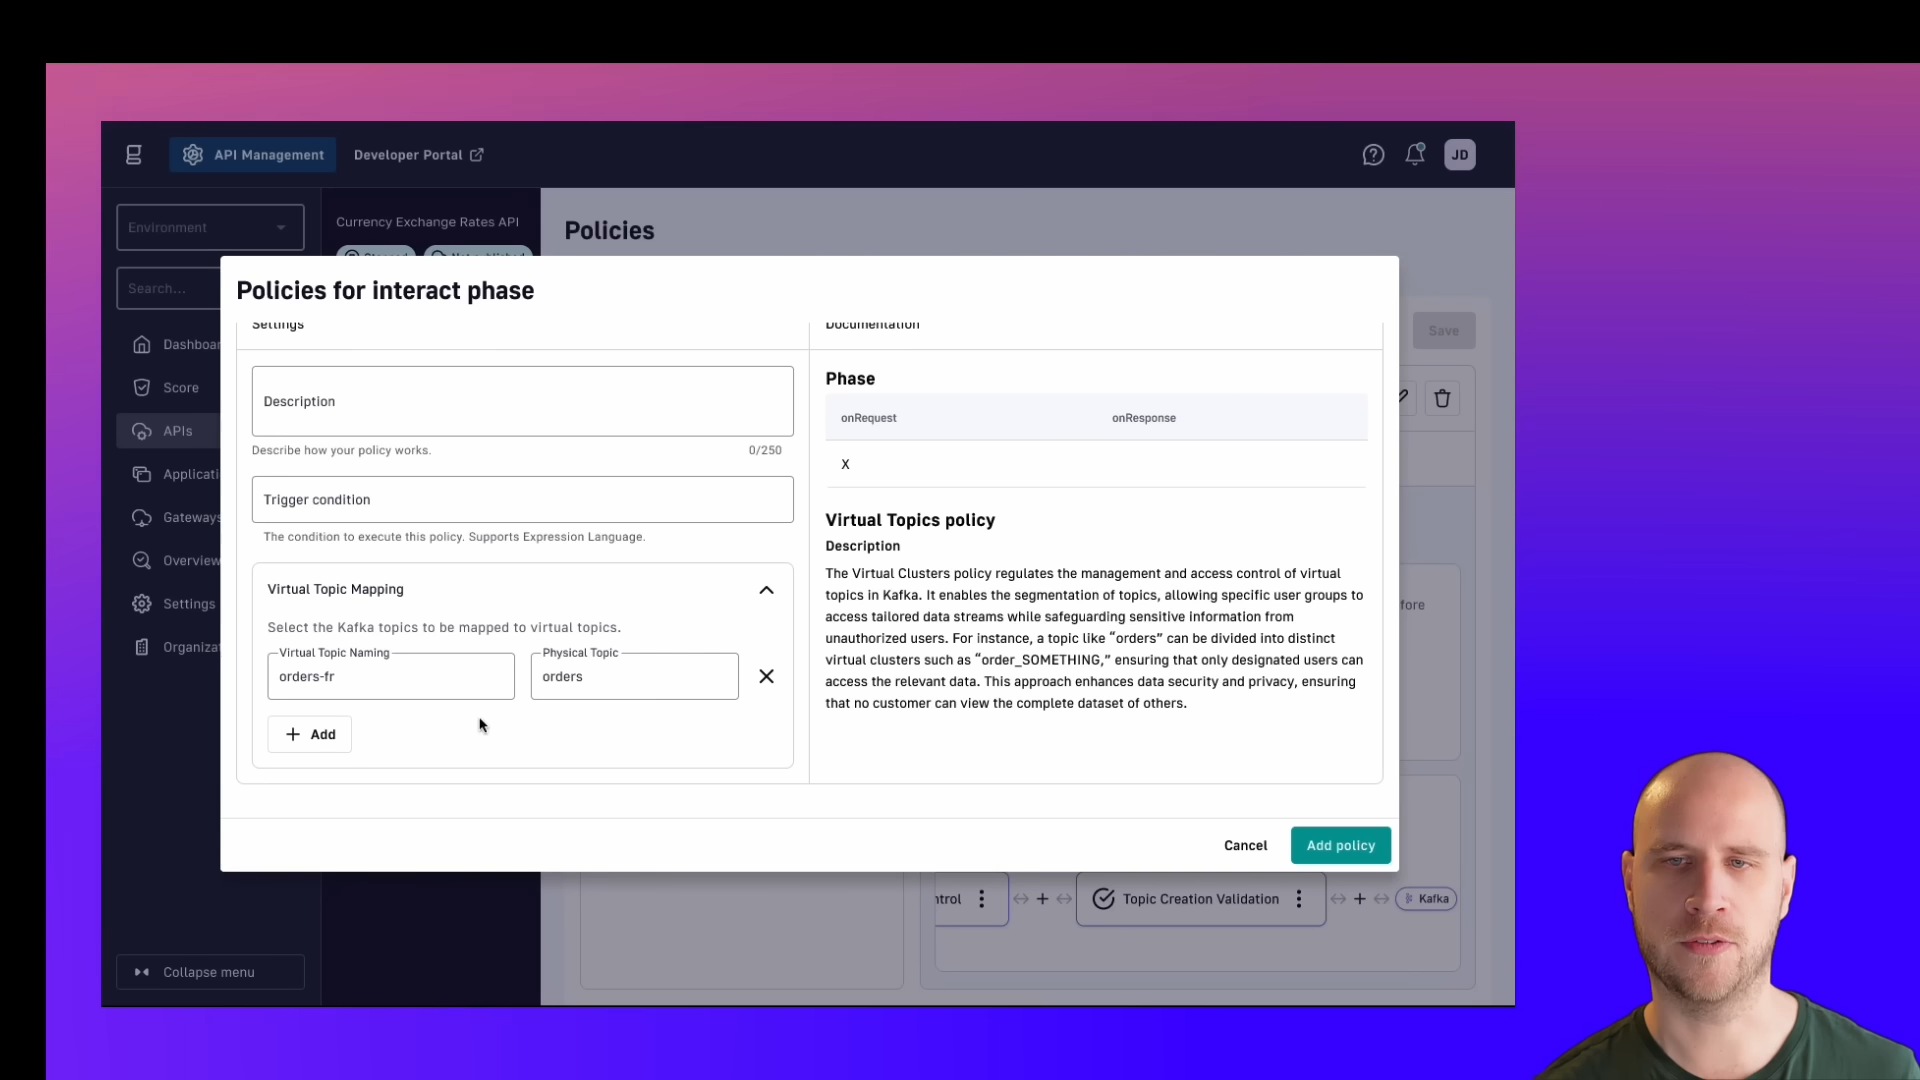 API Management
Developer Portal
JD
Environment
Currency Exchange Rates API
Policies
Search...
Policies for interact phase
Settings
Documentation
Save
Dashboar
Score
APIs
Applicati
Gateways
Overview
Settings
Organizat
Description
Describe how your policy works.
0/250
Trigger condition
The condition to execute this policy. Supports Expression Language.
Virtual Topic Mapping
Select the Kafka topics to be mapped to virtual topics.
Virtual Topic Naming
orders-fr
Physical Topic
orders
Add
Phase
onRequest
onResponse
X
Virtual Topics policy
Description
The Virtual Clusters policy regulates the management and access control of virtual
topics in Kafka. It enables the segmentation of topics, allowing specific user groups to
access tailored data streams while safeguarding sensitive information from
unauthorized users. For instance, a topic like “orders” can be divided into distinct
virtual clusters such as “order_SOMETHING,” ensuring that only designated users can
access the relevant data. This approach enhances data security and privacy, ensuring
that no customer can view the complete dataset of others.
fore
Cancel
Add policy
ntrol
Topic Creation Validation
Kafka
Collapse menu